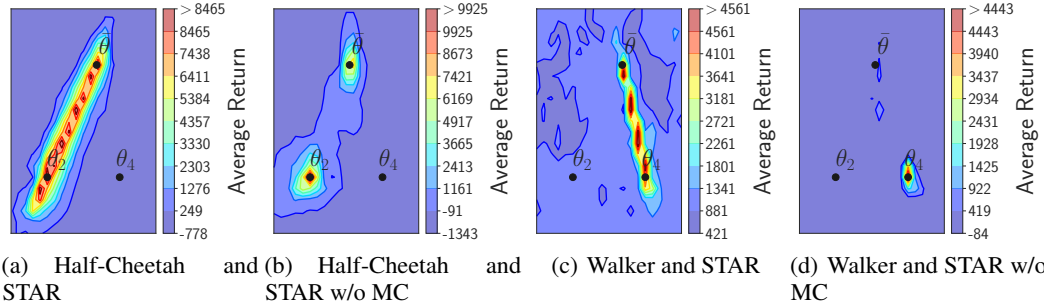 > 8465
8465
7438
6411
5384
4357
3330
2303
1276
249
-778
Average Return
θ̄
θ₂
θ₄
> 9925
9925
8673
7421
6169
4917
3665
2413
1161
-91
-1343
Average Return
θ̄
θ₂
θ₄
> 4561
4561
4101
3641
3181
2721
2261
1801
1341
881
421
Average Return
θ̄
θ₂
θ₄
> 4443
4443
3940
3437
2934
2431
1928
1425
922
419
-84
Average Return
θ̄
θ₂
θ₄
(a) Half-Cheetah and
STAR
(b) Half-Cheetah and
STAR w/o MC
(c) Walker and STAR
(d) Walker and STAR w/o
MC